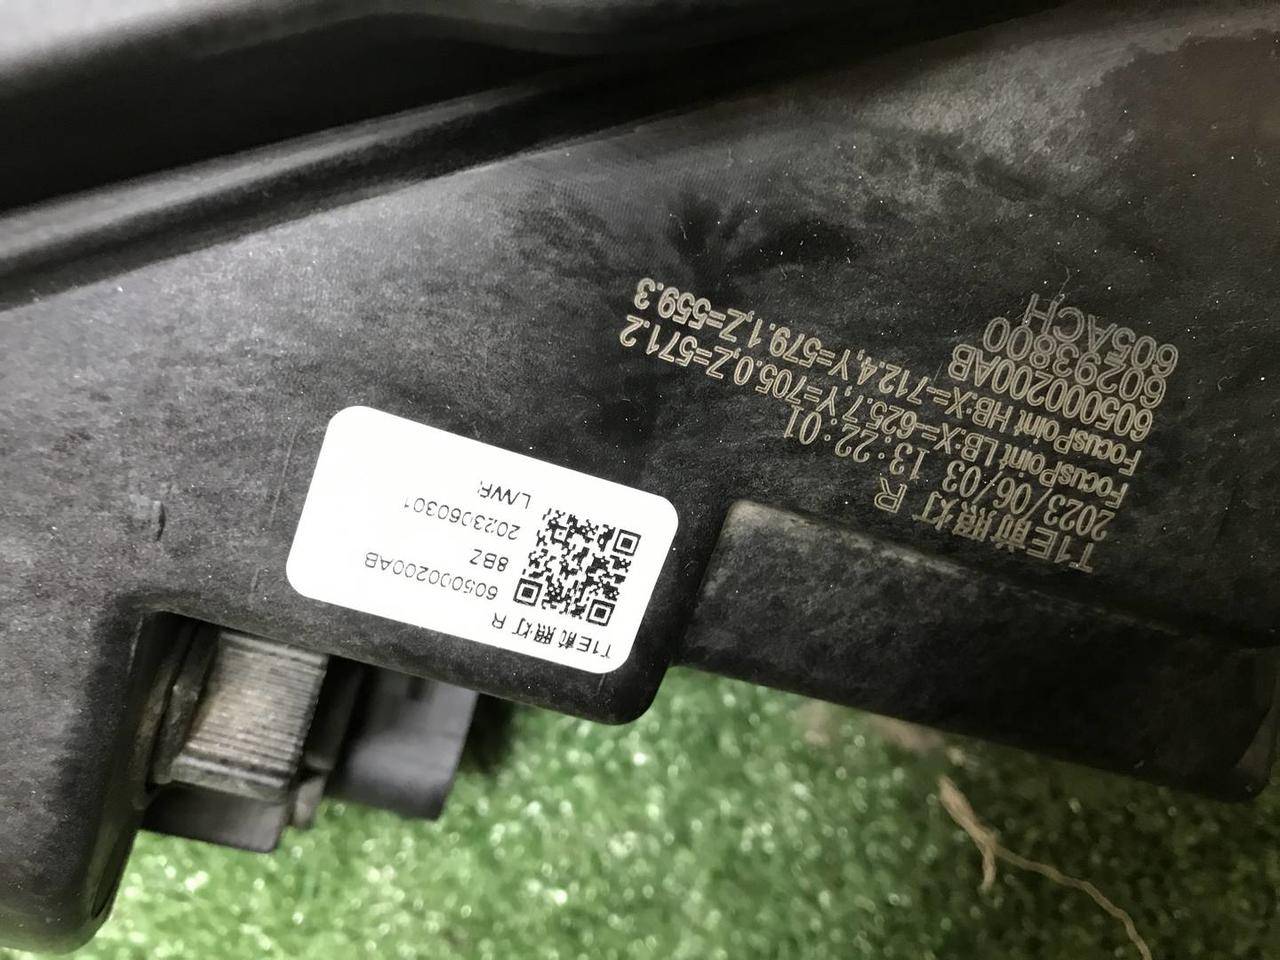 T1E前照灯 R
2023/06/03 13:22:01
FocusPoint LB:X=-625.7,Y=705.0,Z=571.2
FocusPoint HB:X=-712.4,Y=579.1,Z=559.3
605000200AB
60293800
605ACH
T1E前照灯 R
605000200AB
8BZ
2023060301